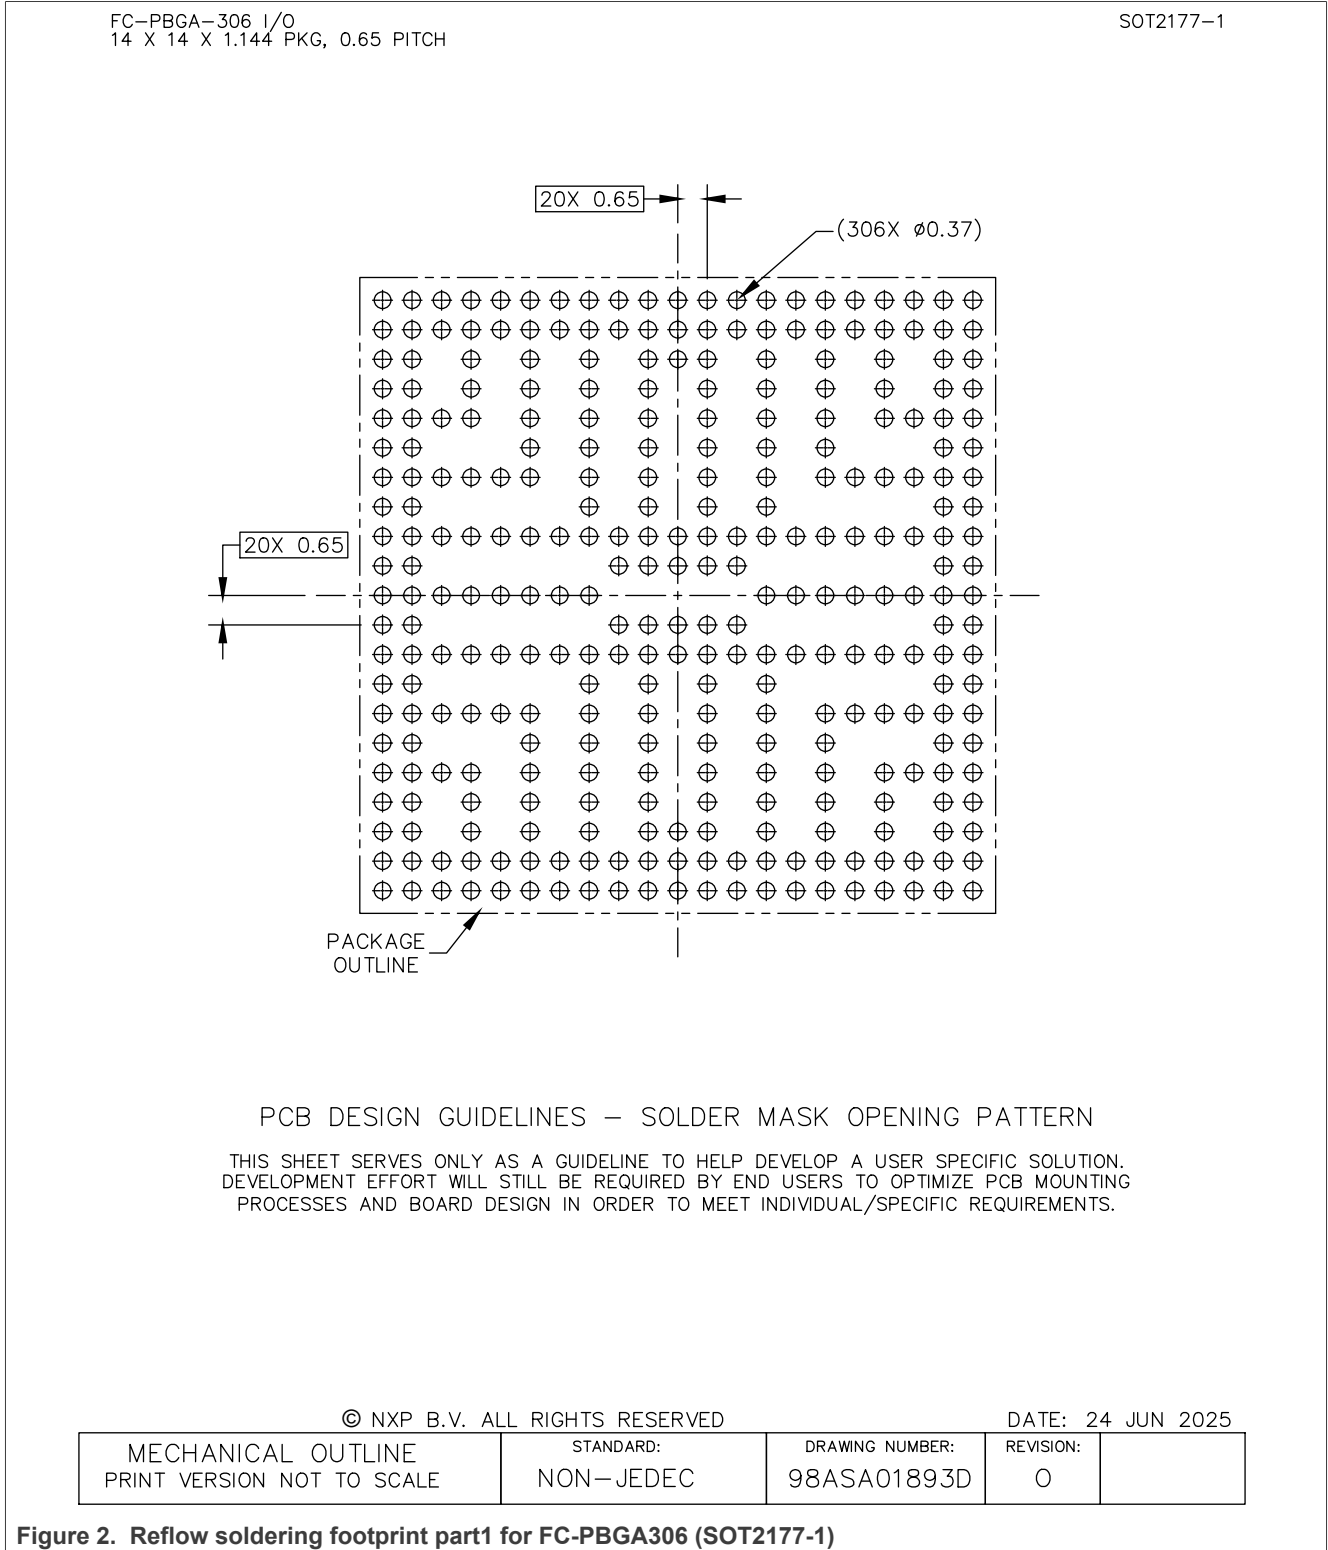 FC-PBGA-306 I/O
14 X 14 X 1.144 PKG, 0.65 PITCH
SOT2177-1
20X 0.65
(306X ⌀0.37)
20X 0.65
PACKAGE
OUTLINE
PCB DESIGN GUIDELINES - SOLDER MASK OPENING PATTERN
THIS SHEET SERVES ONLY AS A GUIDELINE TO HELP DEVELOP A USER SPECIFIC SOLUTION.
DEVELOPMENT EFFORT WILL STILL BE REQUIRED BY END USERS TO OPTIMIZE PCB MOUNTING
PROCESSES AND BOARD DESIGN IN ORDER TO MEET INDIVIDUAL/SPECIFIC REQUIREMENTS.
© NXP B.V. ALL RIGHTS RESERVED
DATE: 24 JUN 2025
MECHANICAL OUTLINE
PRINT VERSION NOT TO SCALE
STANDARD:
NON-JEDEC
DRAWING NUMBER:
98ASA01893D
REVISION:
O
Figure 2. Reflow soldering footprint part1 for FC-PBGA306 (SOT2177-1)